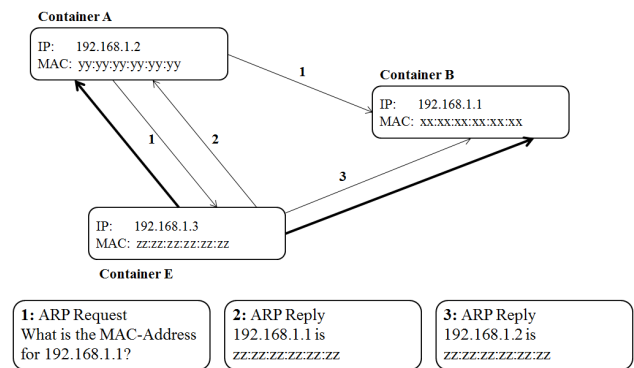 Container A
IP: 192.168.1.2
MAC: yy:yy:yy:yy:yy:yy
1
Container B
IP: 192.168.1.1
MAC: xx:xx:xx:xx:xx:xx
1
2
3
IP: 192.168.1.3
MAC: zz:zz:zz:zz:zz:zz
Container E
1: ARP Request
What is the MAC-Address
for 192.168.1.1?
2: ARP Reply
192.168.1.1 is
zz:zz:zz:zz:zz:zz
3: ARP Reply
192.168.1.2 is
zz:zz:zz:zz:zz:zz